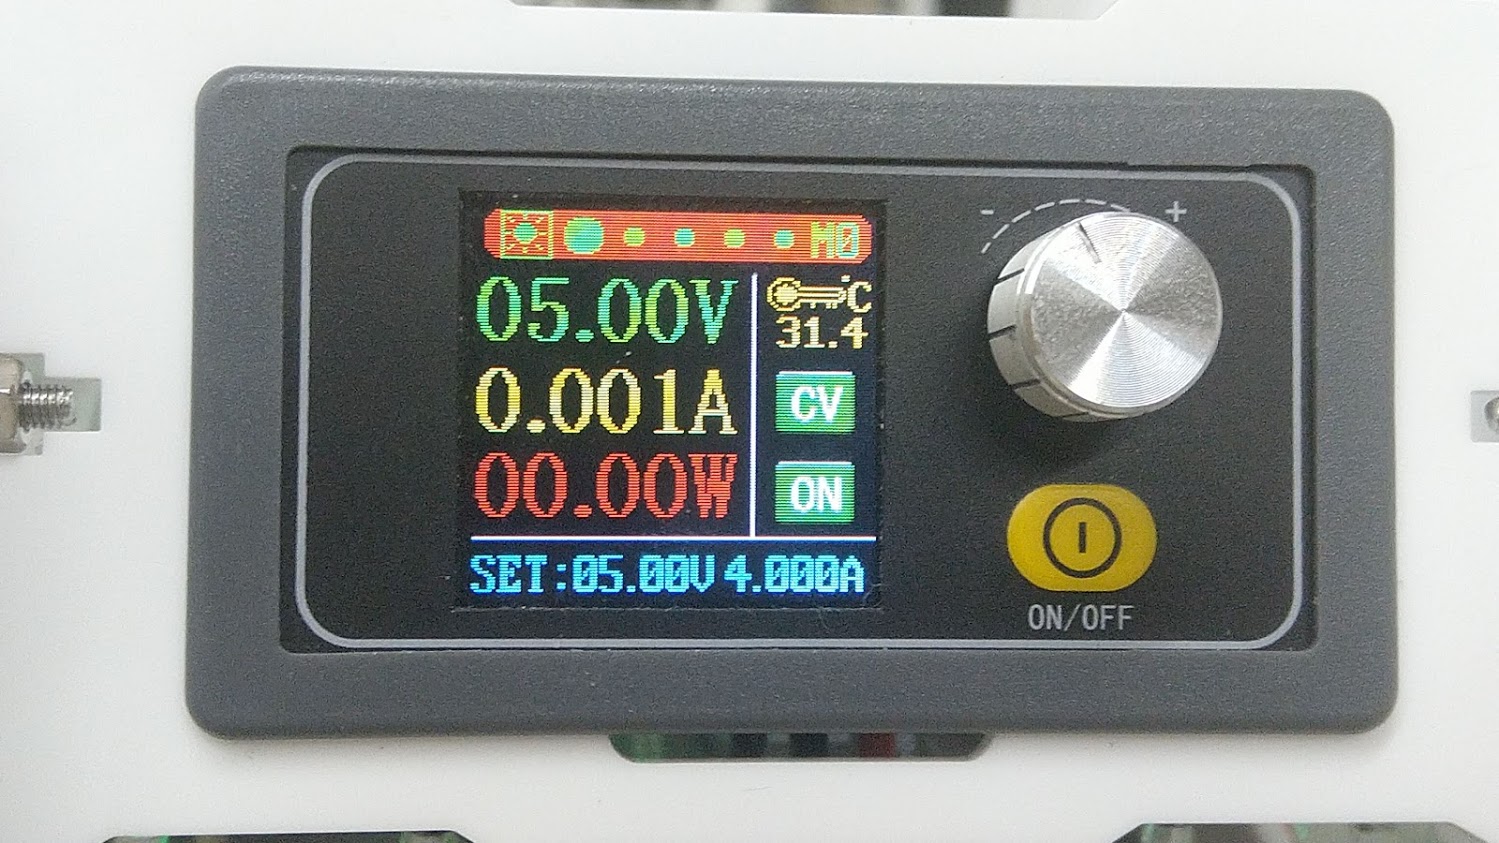 M0
05.00V
°C
31.4
0.001A
CV
00.00W
ON
SET:05.00V 4.000A
- +
ON/OFF